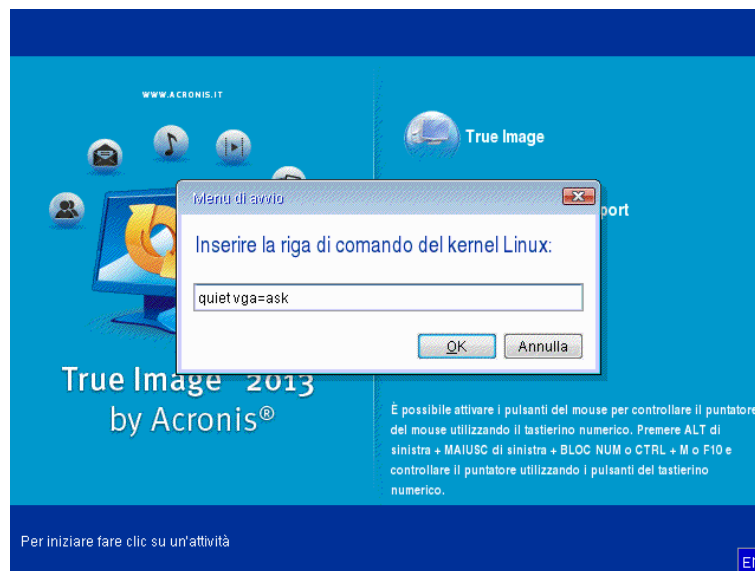 WWW.ACRONIS.IT
True Image
port
Menu di avvio
Inserire la riga di comando del kernel Linux:
quiet vga=ask
OK
Annulla
True Image 2013
by Acronis®
È possibile attivare i pulsanti del mouse per controllare il puntatore
del mouse utilizzando il tastierino numerico. Premere ALT di
sinistra + MAIUSC di sinistra + BLOC NUM o CTRL + M o F10 e
controllare il puntatore utilizzando i pulsanti del tastierino
numerico.
Per iniziare fare clic su un'attività
EN